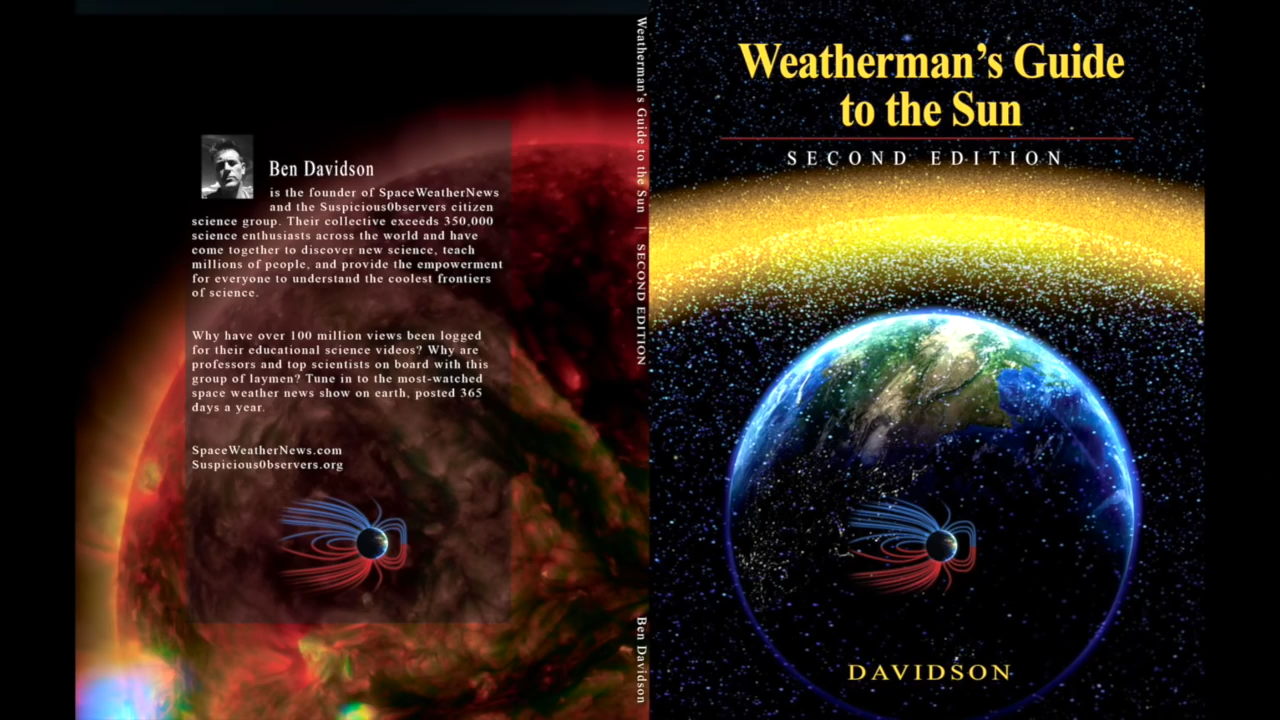 Ben Davidson
is the founder of SpaceWeatherNews
and the Suspicious0bservers citizen
science group. Their collective exceeds 350,000
science enthusiasts across the world and have
come together to discover new science, teach
millions of people, and provide the empowerment
for everyone to understand the coolest frontiers
of science.
Why have over 100 million views been logged
for their educational science videos? Why are
professors and top scientists on board with this
group of laymen? Tune in to the most-watched
space weather news show on earth, posted 365
days a year.
SpaceWeatherNews.com
Suspicious0bservers.org
Weatherman's Guide to the Sun | SECOND EDITION
Ben Davidson
Weatherman's Guide
to the Sun
SECOND EDITION
DAVIDSON